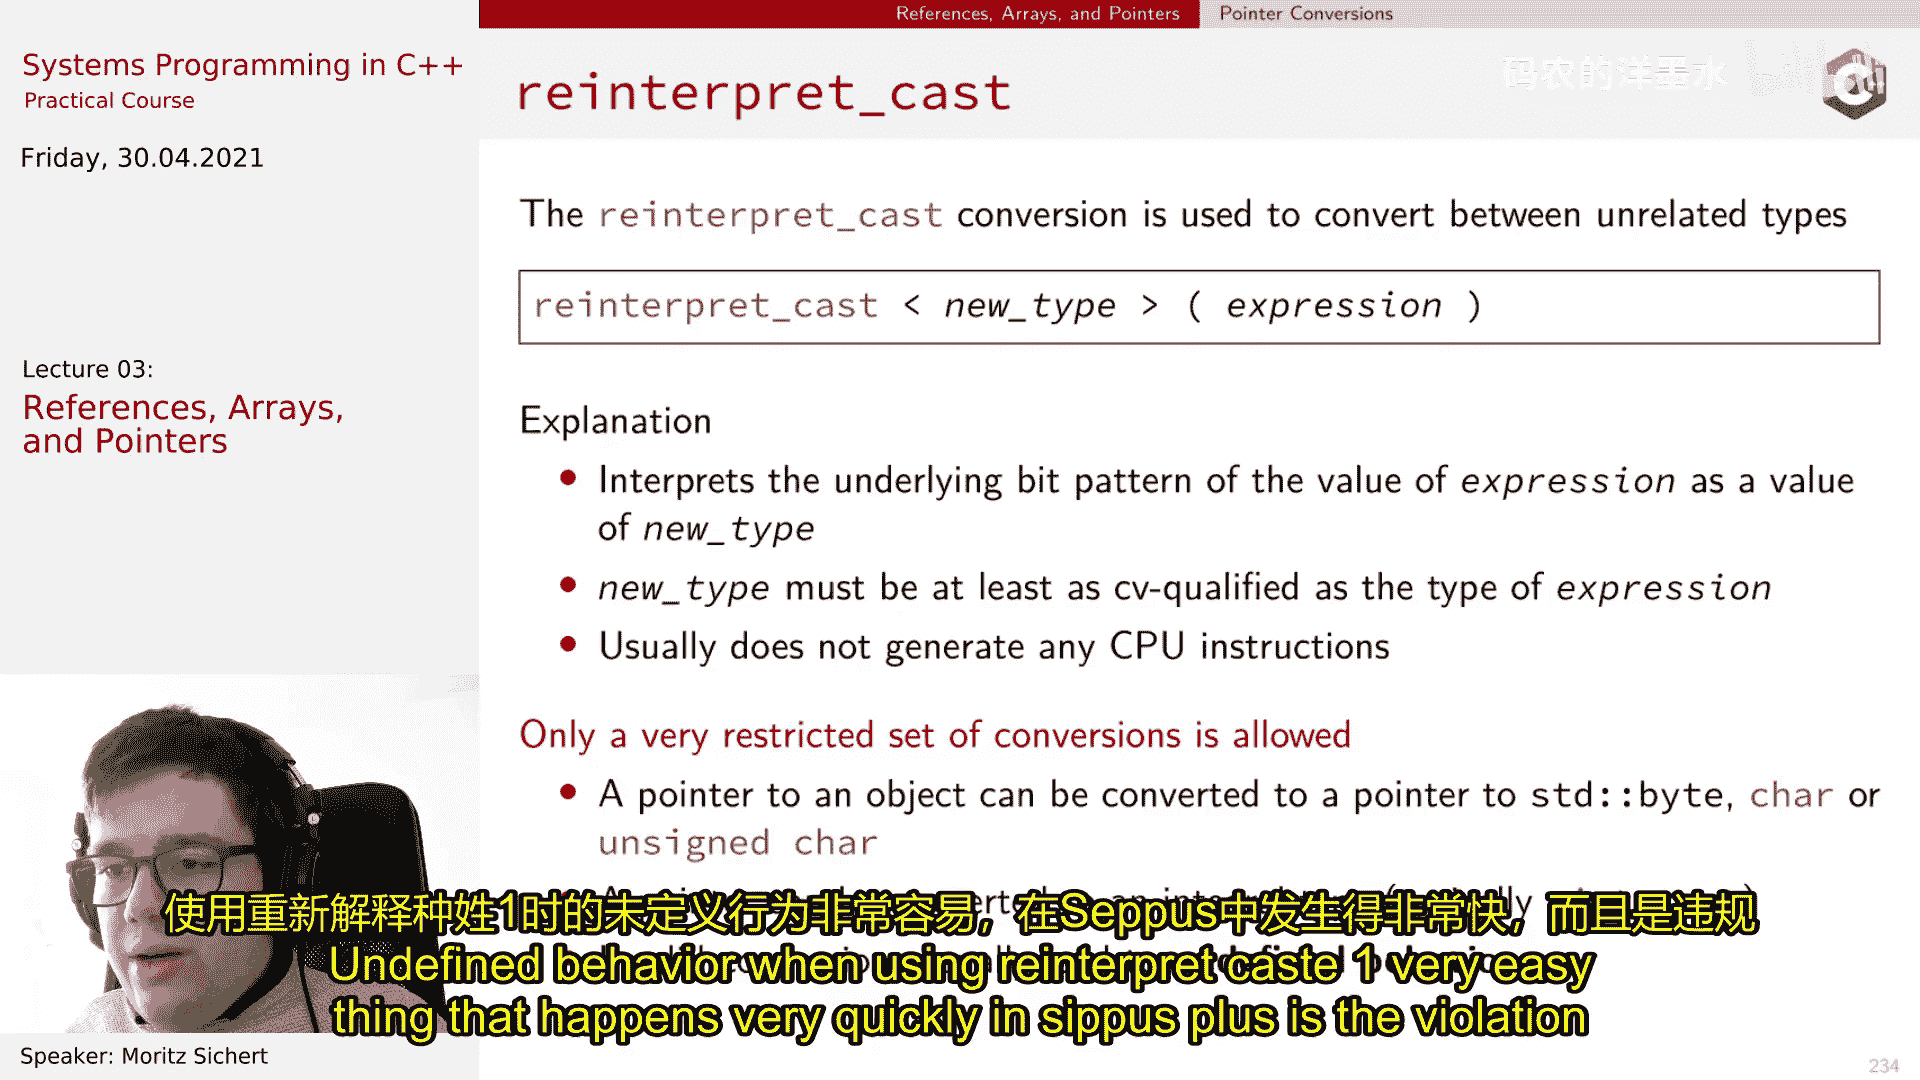 References, Arrays, and Pointers
Pointer Conversions
Systems Programming in C++
Practical Course
Friday, 30.04.2021
Lecture 03:
References, Arrays,
and Pointers
Speaker: Moritz Sichert
reinterpret_cast
码农的洋墨水
The reinterpret_cast conversion is used to convert between unrelated types
reinterpret_cast < new_type > ( expression )
Explanation
Interprets the underlying bit pattern of the value of expression as a value
of new_type
new_type must be at least as cv-qualified as the type of expression
Usually does not generate any CPU instructions
Only a very restricted set of conversions is allowed
A pointer to an object can be converted to a pointer to std::byte, char or
unsigned char
使用重新解释种姓1时的未定义行为非常容易，在Seppus中发生得非常快，而且是违规
Undefined behavior when using reinterpret caste 1 very easy
thing that happens very quickly in sippus plus is the violation
234